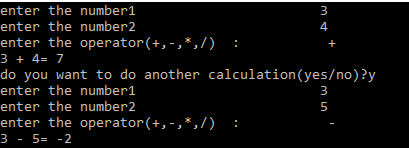 enter the number1 3
enter the number2 4
enter the operator(+,-,*,/) : +
3 + 4= 7
do you want to do another calculation(yes/no)?y
enter the number1 3
enter the number2 5
enter the operator(+,-,*,/) : -
3 - 5= -2